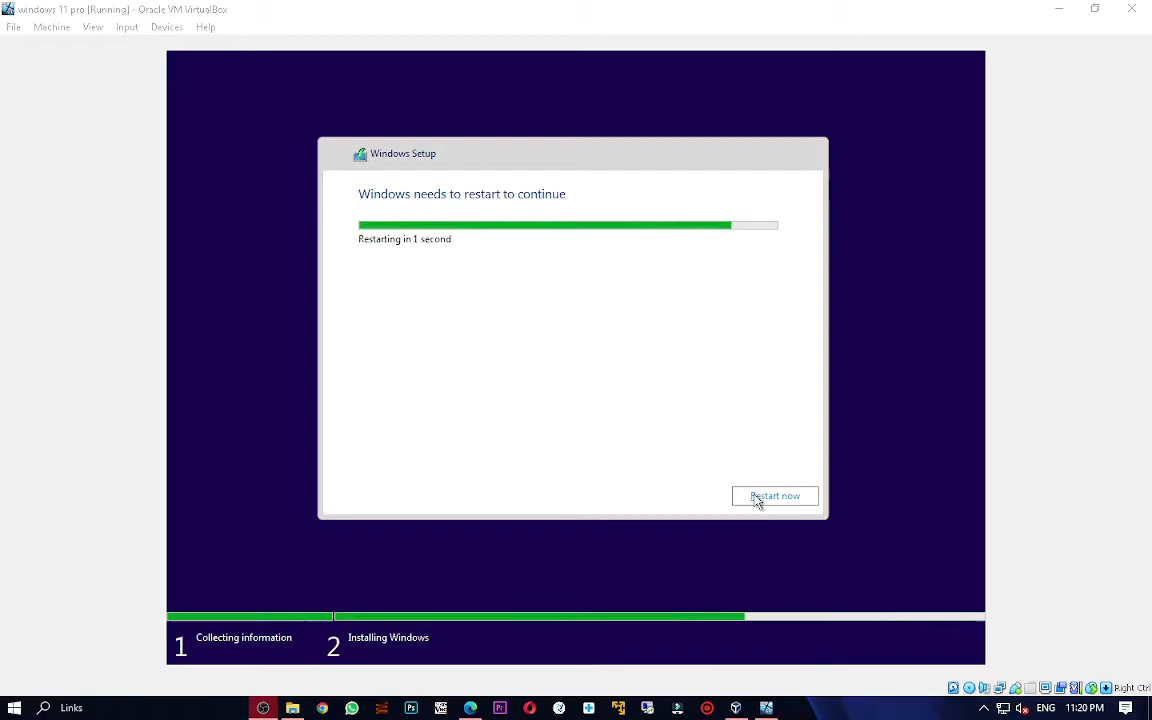 windows 11 pro [Running] - Oracle VM VirtualBox
File Machine View Input Devices Help
Windows Setup
Windows needs to restart to continue
Restarting in 1 second
Restart now
1 Collecting information 2 Installing Windows
Right Ctrl
Links
Ps
Pr
ENG 11:20 PM